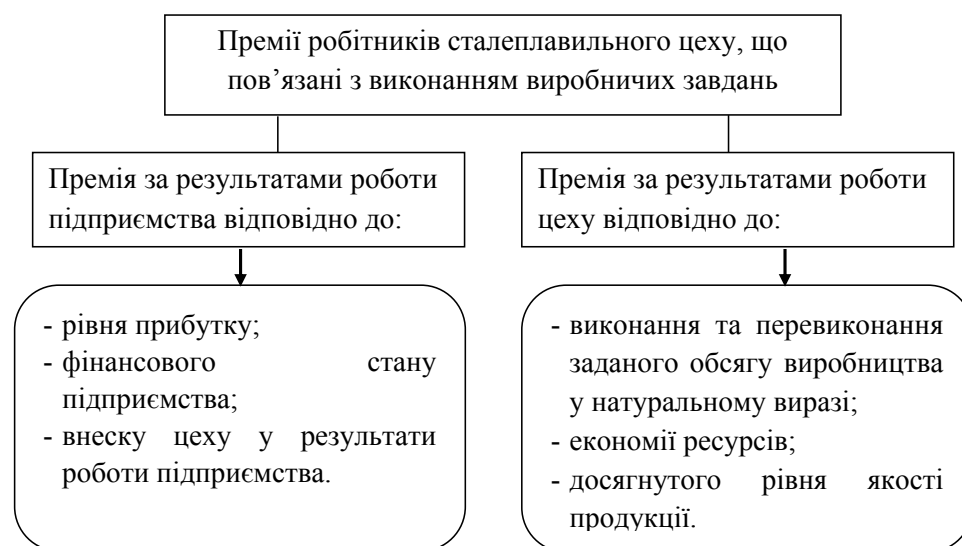 Премії робітників сталеплавильного цеху, що
пов’язані з виконанням виробничих завдань
Премія за результатами роботи
підприємства відповідно до:
Премія за результатами роботи
цеху відповідно до:
- рівня прибутку;
- фінансового стану
підприємства;
- внеску цеху у результати
роботи підприємства.
- виконання та перевиконання
заданого обсягу виробництва
у натуральному виразі;
- економії ресурсів;
- досягнутого рівня якості
продукції.